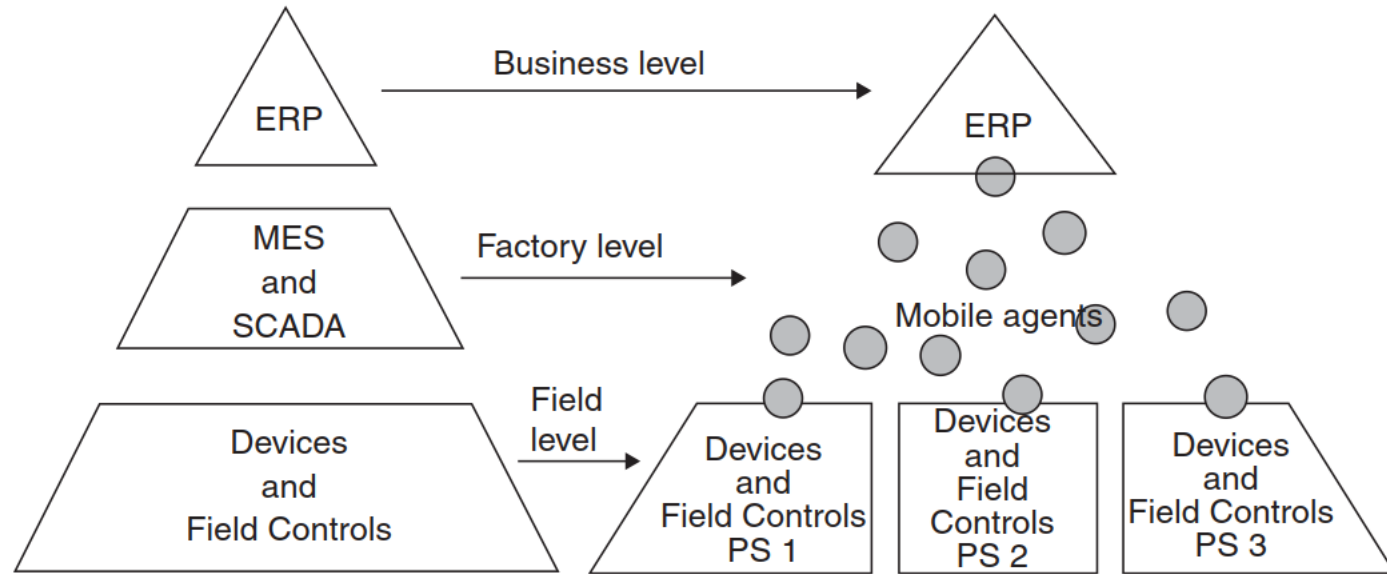 Business level
ERP
ERP
MES
and
SCADA
Factory level
Mobile agents
Devices
and
Field Controls
Field
level
Devices
and
Field Controls
PS 1
Devices
and
Field
Controls
PS 2
Devices
and
Field Controls
PS 3